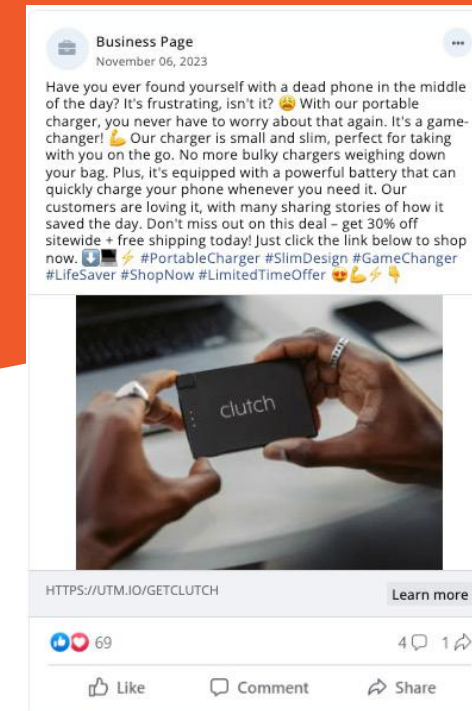 Business Page
November 06, 2023
Have you ever found yourself with a dead phone in the middle
of the day? It's frustrating, isn't it? 😩 With our portable
charger, you never have to worry about that again. It's a game-
changer! 💪 Our charger is small and slim, perfect for taking
with you on the go. No more bulky chargers weighing down
your bag. Plus, it's equipped with a powerful battery that can
quickly charge your phone whenever you need it. Our
customers are loving it, with many sharing stories of how it
saved the day. Don't miss out on this deal – get 30% off
sitewide + free shipping today! Just click the link below to shop
now. ⬇️💻⚡ #PortableCharger #SlimDesign #GameChanger
#LifeSaver #ShopNow #LimitedTimeOffer 😍💪⚡👇
clutch
HTTPS://UTM.IO/GETCLUTCH
Learn more
69
4 1
Like Comment Share